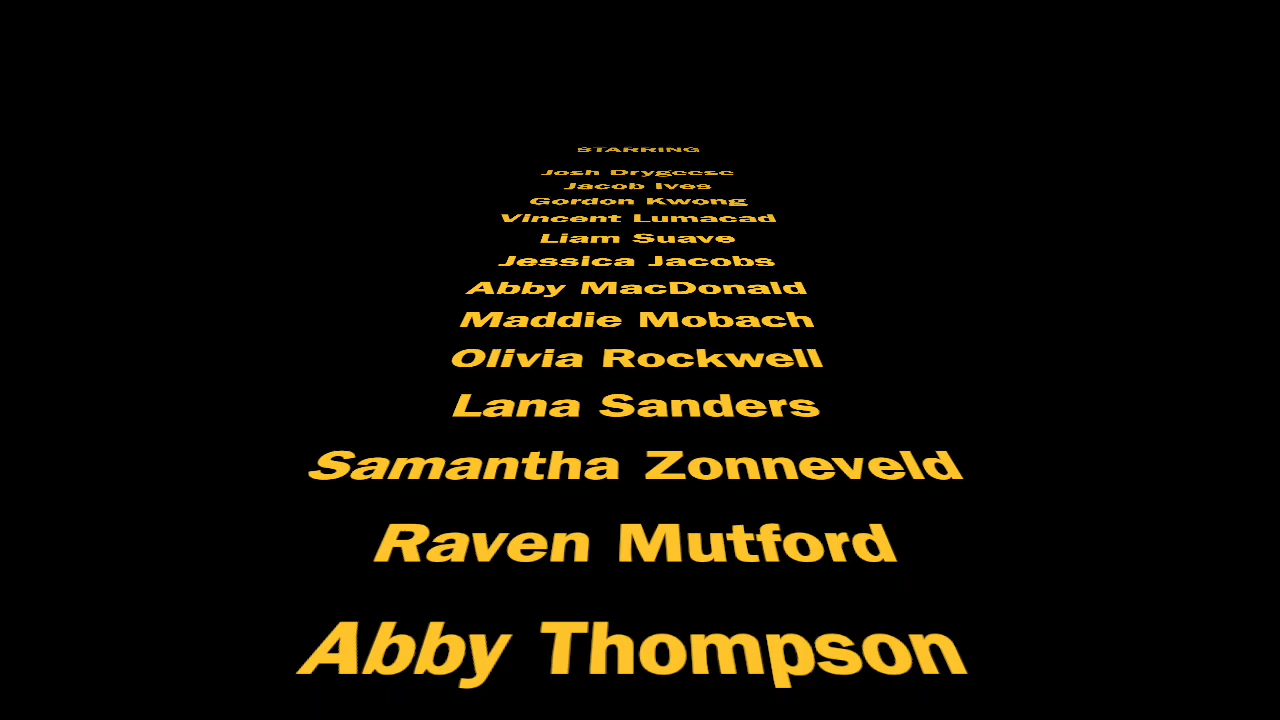 STARRING
Josh Drygeese
Jacob Ives
Gordon Kwong
Vincent Lumacad
Liam Suave
Jessica Jacobs
Abby MacDonald
Maddie Mobach
Olivia Rockwell
Lana Sanders
Samantha Zonneveld
Raven Mutford
Abby Thompson